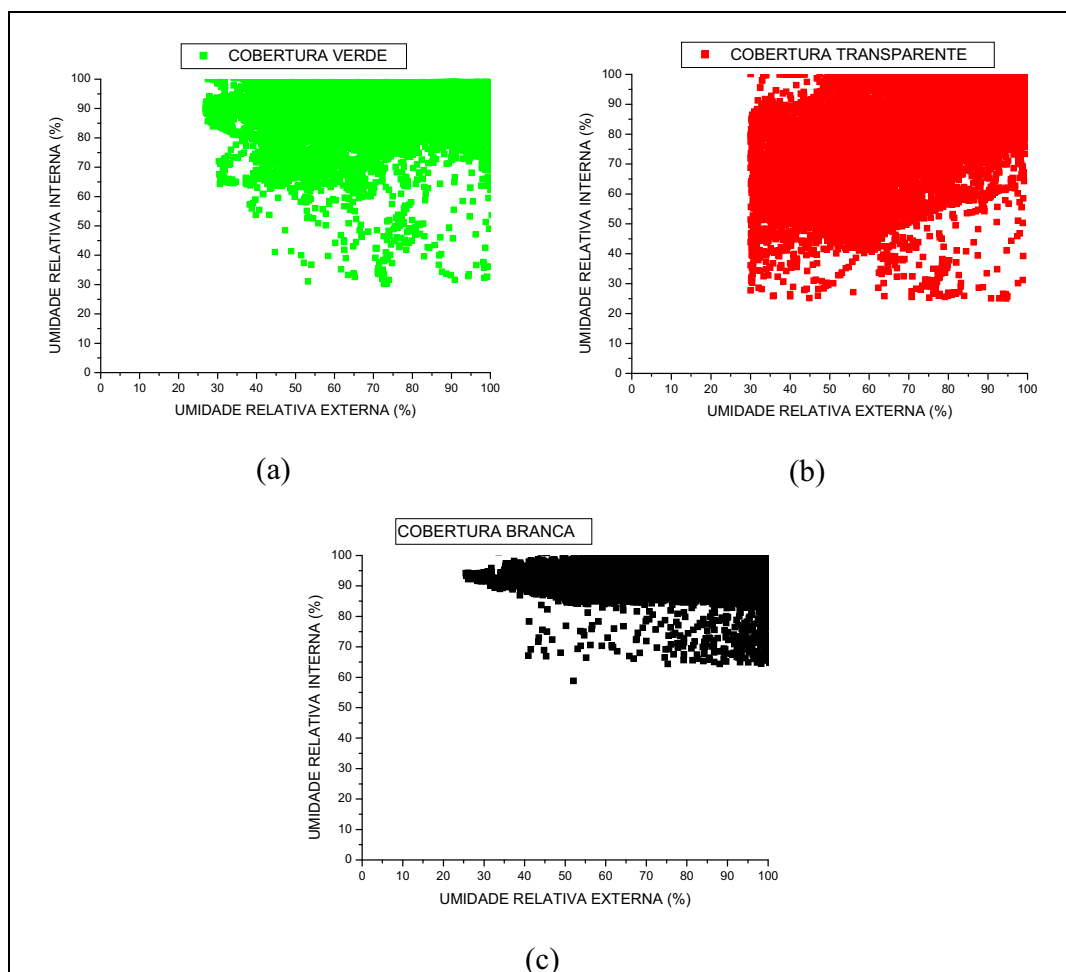 COBERTURA VERDE
100
90
80
70
60
50
40
30
20
10
0
UMIDADE RELATIVA INTERNA (%)
0 10 20 30 40 50 60 70 80 90 100
UMIDADE RELATIVA EXTERNA (%)
(a)
COBERTURA TRANSPARENTE
100
90
80
70
60
50
40
30
20
10
0
UMIDADE RELATIVA INTERNA (%)
0 10 20 30 40 50 60 70 80 90 100
UMIDADE RELATIVA EXTERNA (%)
(b)
COBERTURA BRANCA
100
90
80
70
60
50
40
30
20
10
0
UMIDADE RELATIVA INTERNA (%)
0 10 20 30 40 50 60 70 80 90 100
UMIDADE RELATIVA EXTERNA (%)
(c)